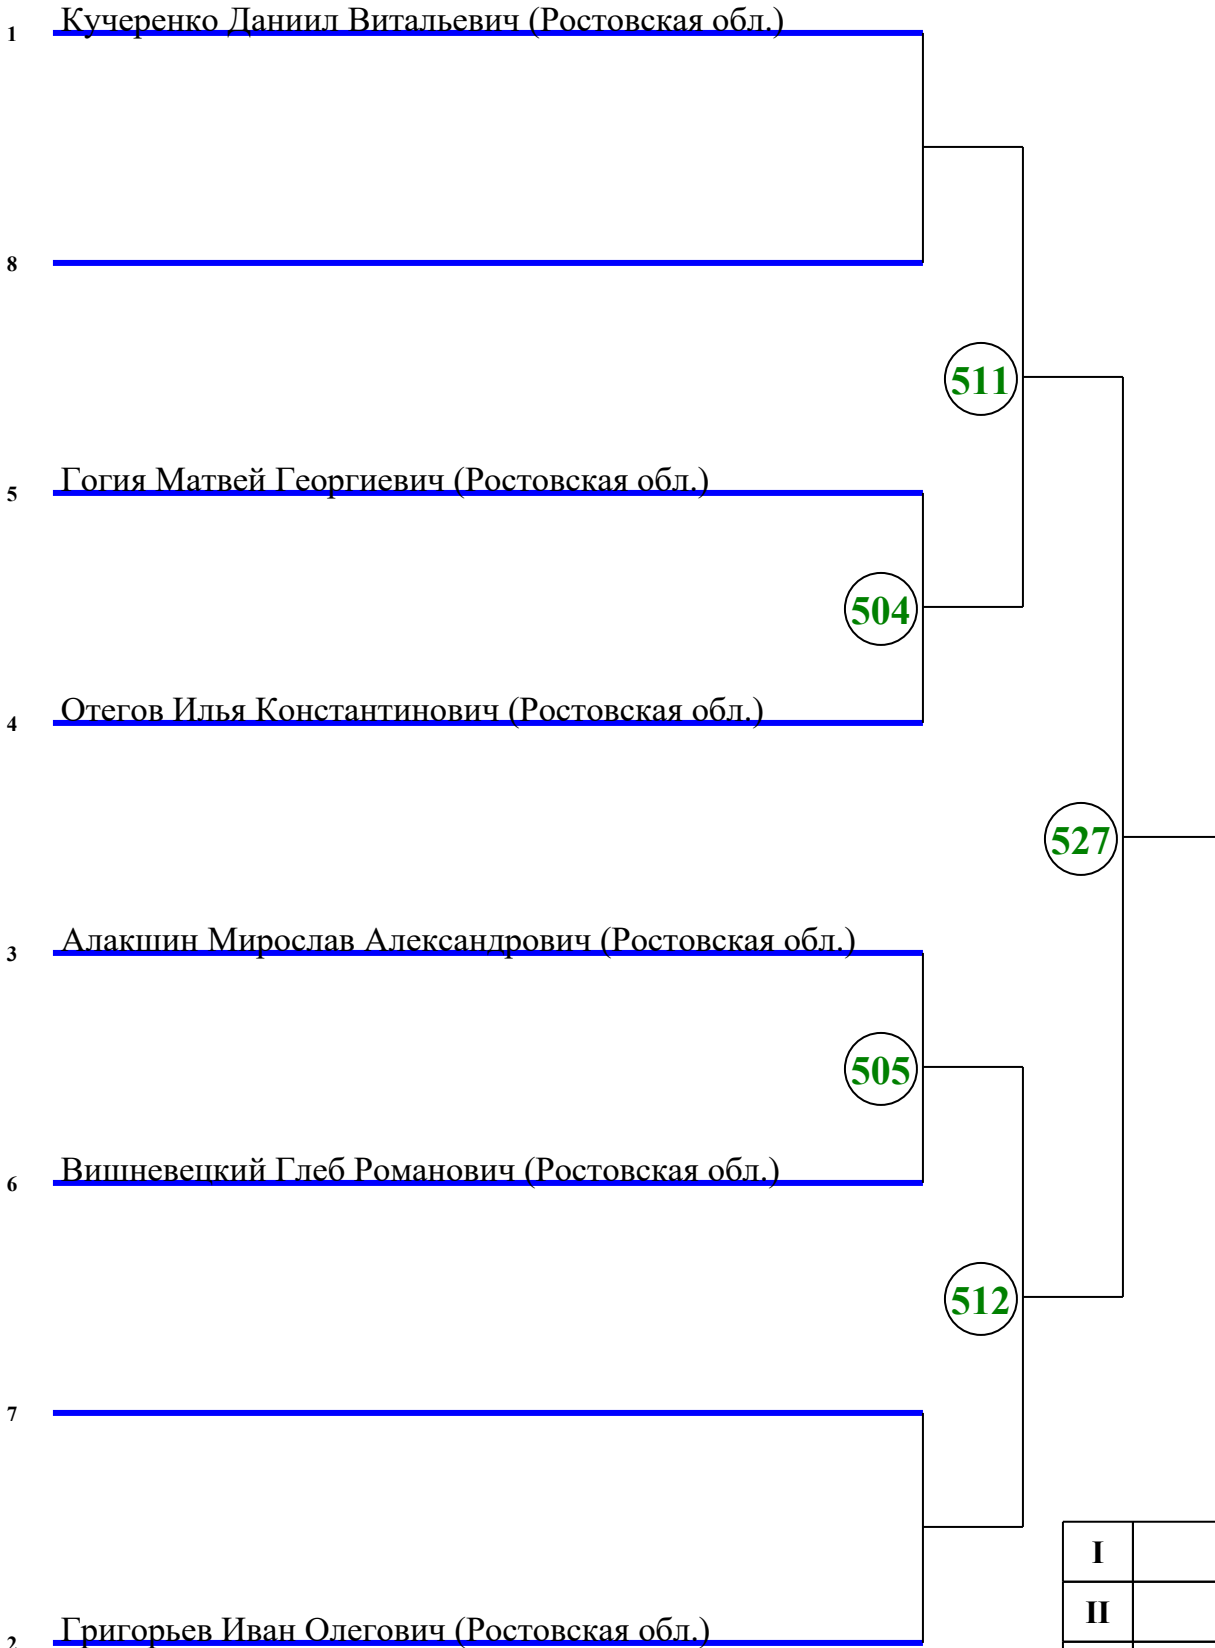 1 Кучеренко Даниил Витальевич (Ростовская обл.)
8
511
5 Гогия Матвей Георгиевич (Ростовская обл.)
504
4 Отегов Илья Константинович (Ростовская обл.)
527
3 Алакшин Мирослав Александрович (Ростовская обл.)
505
6 Вишневецкий Глеб Романович (Ростовская обл.)
512
7
I
II
2 Григорьев Иван Олегович (Ростовская обл.)